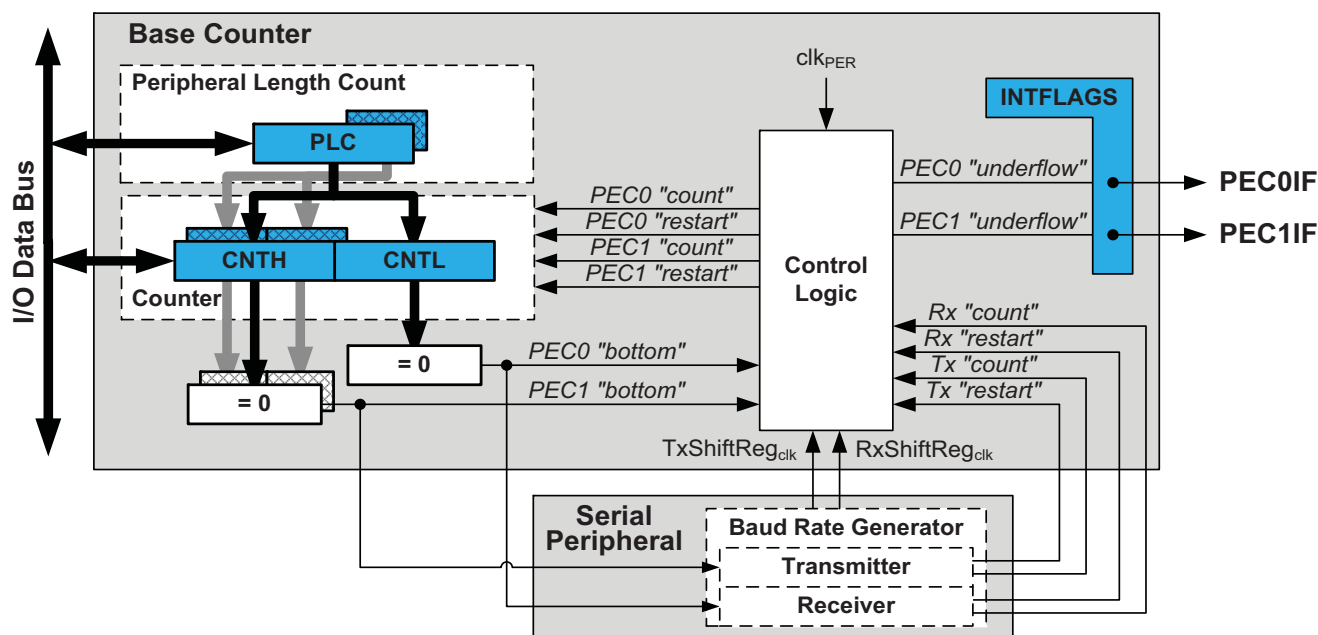 Base Counter
Peripheral Length Count
PLC
I/O Data Bus
CNTH
CNTL
Counter
= 0
= 0
clkPER
Control
Logic
INTFLAGS
PEC0 "underflow"
PEC0IF
PEC1 "underflow"
PEC1IF
PEC0 "count"
PEC0 "restart"
PEC1 "count"
PEC1 "restart"
PEC0 "bottom"
PEC1 "bottom"
Rx "count"
Rx "restart"
Tx "count"
Tx "restart"
TxShiftRegclk
RxShiftRegclk
Serial
Peripheral
Baud Rate Generator
Transmitter
Receiver